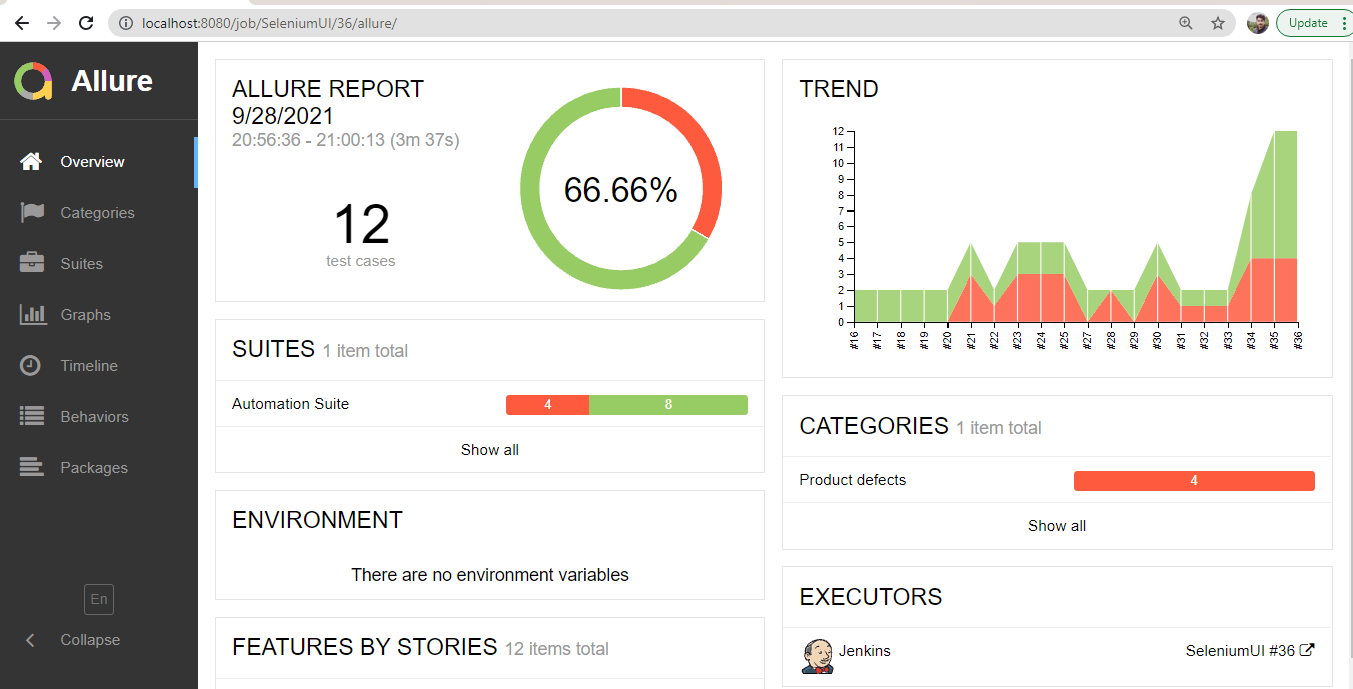 localhost:8080/job/SeleniumUI/36/allure/
Update
Allure
Overview
Categories
Suites
Graphs
Timeline
Behaviors
Packages
En
Collapse
ALLURE REPORT
9/28/2021
20:56:36 - 21:00:13 (3m 37s)
12
test cases
66.66%
SUITES 1 item total
Automation Suite 4 8
Show all
ENVIRONMENT
There are no environment variables
FEATURES BY STORIES 12 items total
TREND
12
11
10
9
8
7
6
5
4
3
2
1
0
#16 #17 #18 #19 #20 #21 #22 #23 #24 #25 #27 #28 #29 #30 #31 #32 #33 #34 #35 #36
CATEGORIES 1 item total
Product defects 4
Show all
EXECUTORS
Jenkins SeleniumUI #36